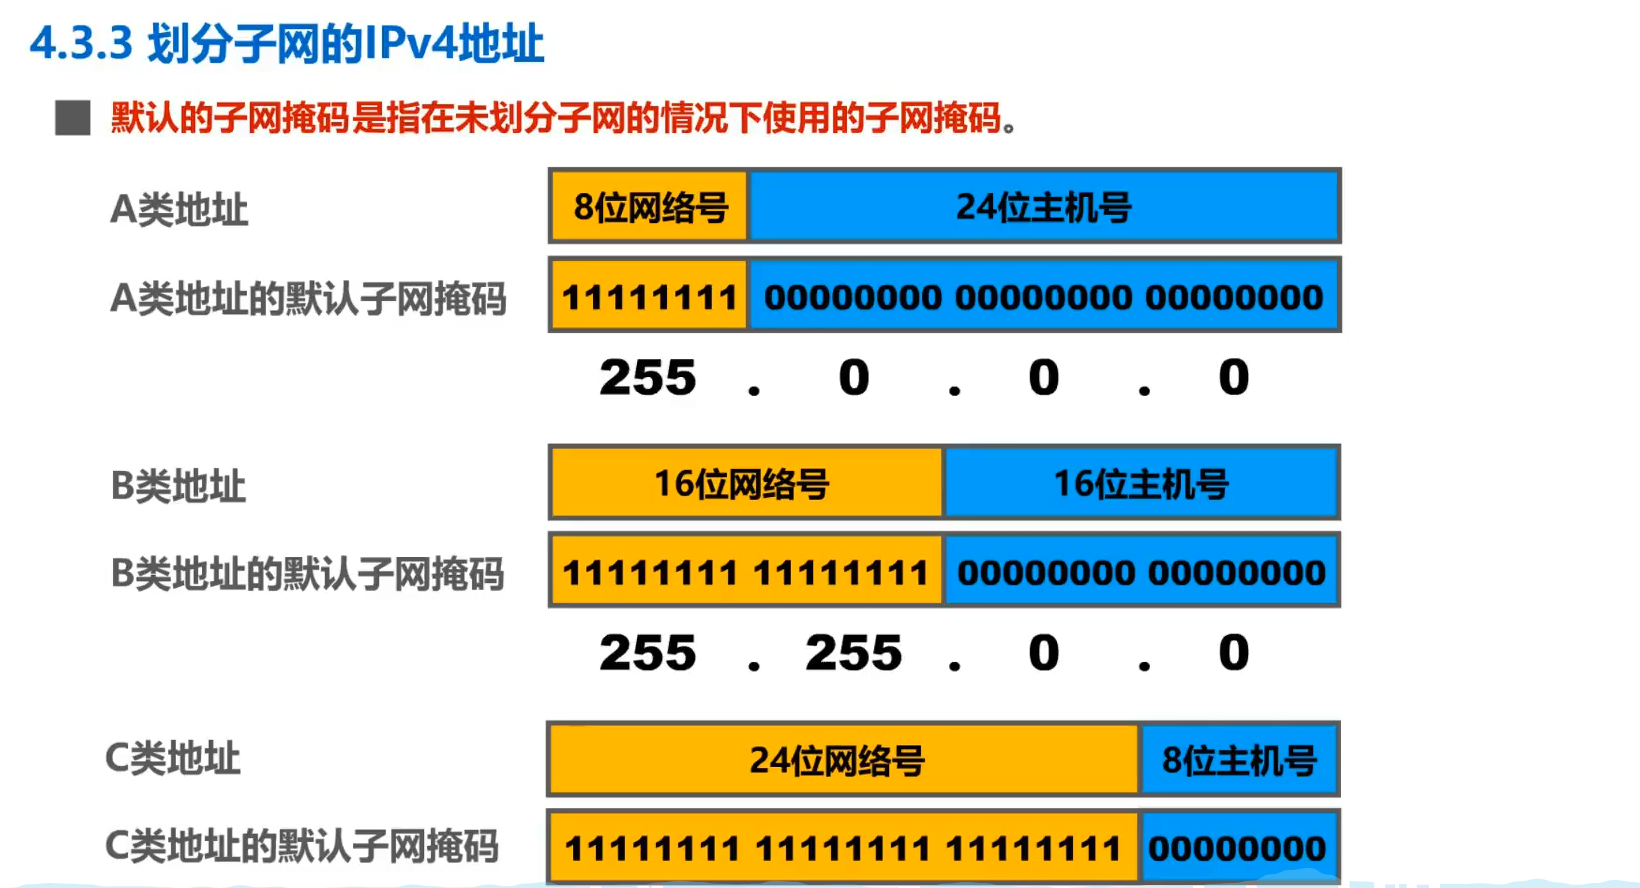 4.3.3 划分子网的IPv4地址
默认的子网掩码是指在未划分子网的情况下使用的子网掩码。
A类地址 8位网络号 24位主机号
A类地址的默认子网掩码 11111111 00000000 00000000 00000000
255 . 0 . 0 . 0
B类地址 16位网络号 16位主机号
B类地址的默认子网掩码 11111111 11111111 00000000 00000000
255 . 255 . 0 . 0
C类地址 24位网络号 8位主机号
C类地址的默认子网掩码 11111111 11111111 11111111 00000000